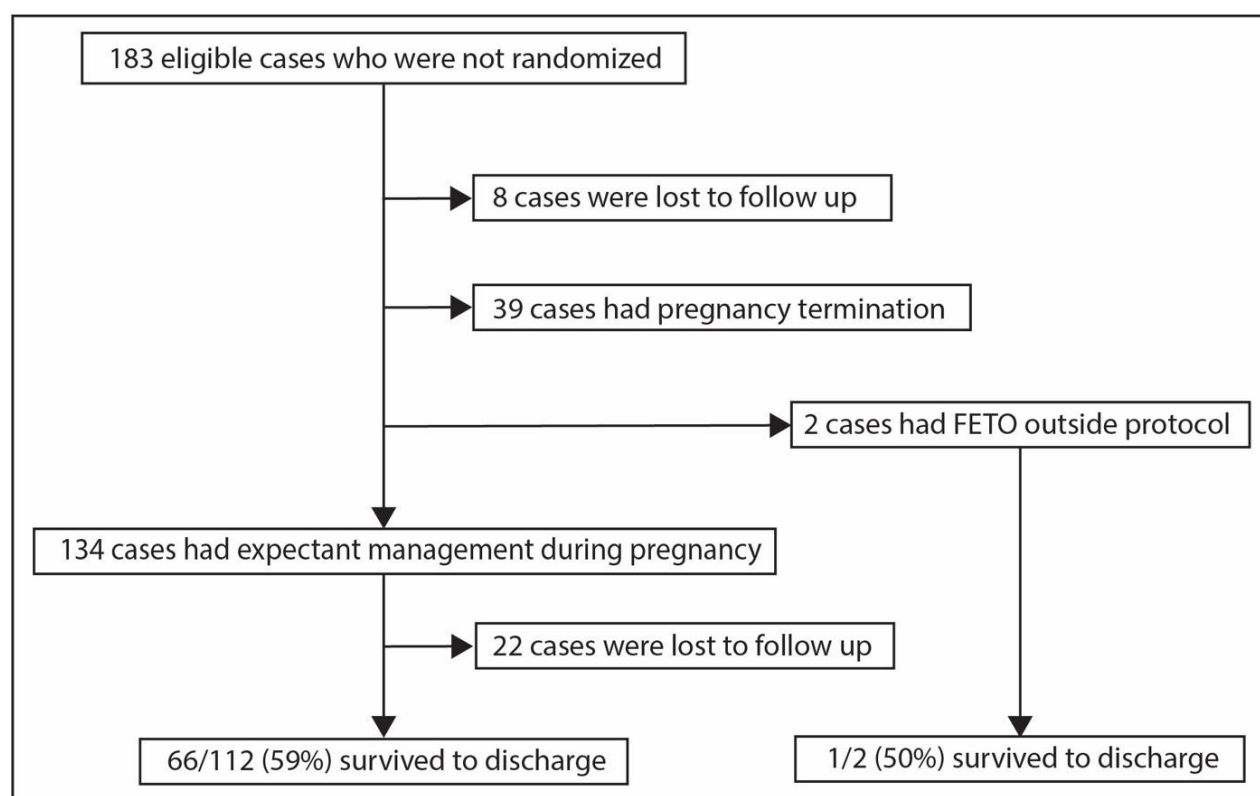 183 eligible cases who were not randomized
8 cases were lost to follow up
39 cases had pregnancy termination
2 cases had FETO outside protocol
134 cases had expectant management during pregnancy
22 cases were lost to follow up
66/112 (59%) survived to discharge
1/2 (50%) survived to discharge